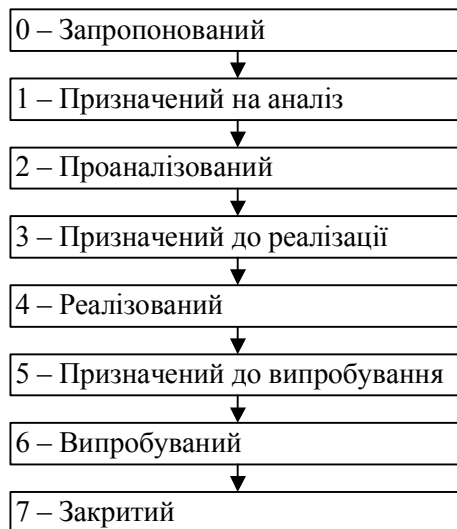 0 – Запропонований
1 – Призначений на аналіз
2 – Проаналізований
3 – Призначений до реалізації
4 – Реалізований
5 – Призначений до випробування
6 – Випробуваний
7 – Закритий